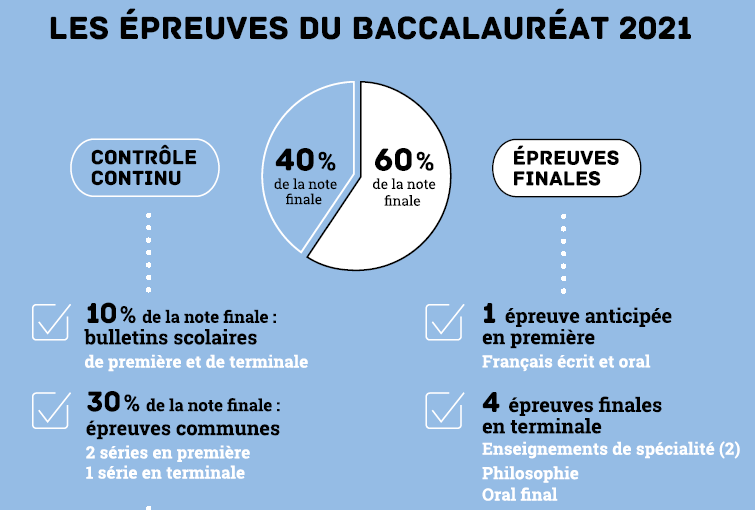 LES ÉPREUVES DU BACCALAURÉAT 2021
CONTRÔLE
CONTINU
40%
de la note
finale
60%
de la note
finale
ÉPREUVES
FINALES
10% de la note finale :
bulletins scolaires
de première et de terminale
30% de la note finale :
épreuves communes
2 séries en première
1 série en terminale
1 épreuve anticipée
en première
Français écrit et oral
4 épreuves finales
en terminale
Enseignements de spécialité (2)
Philosophie
Oral final